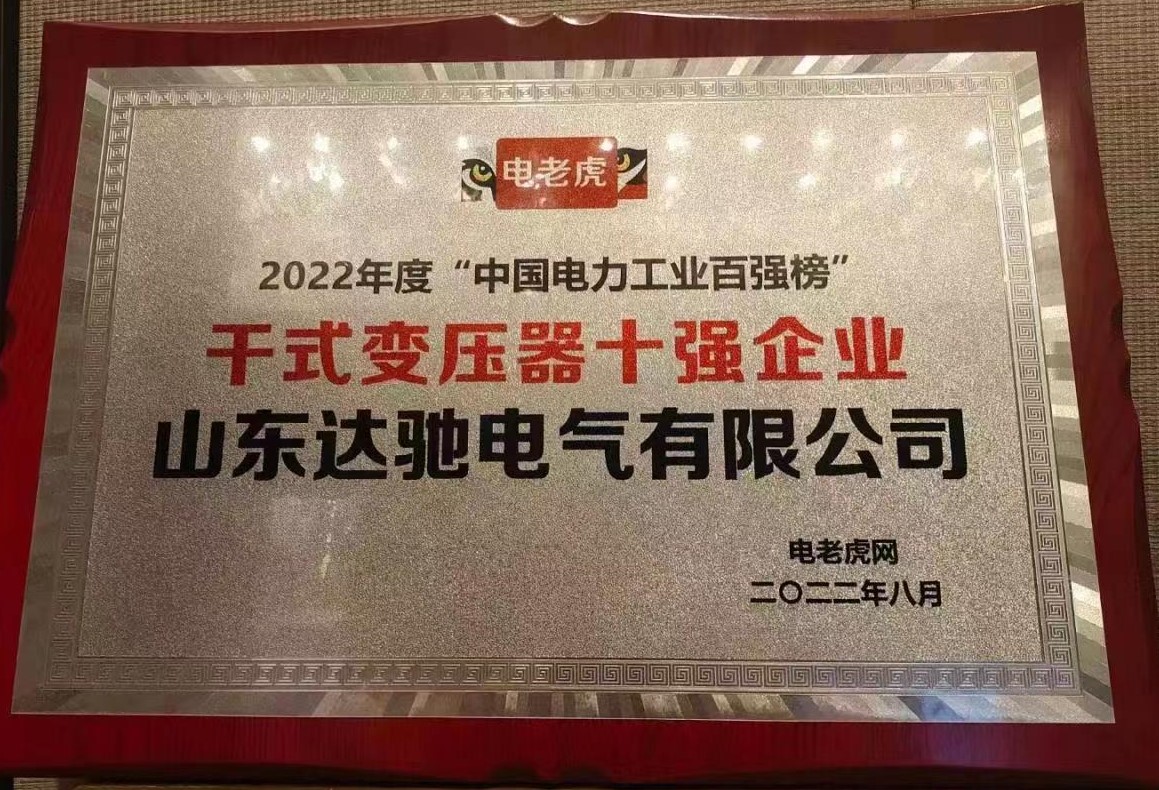 电老虎
2022年度“中国电力工业百强榜”
干式变压器十强企业
山东达驰电气有限公司
电老虎网
二〇二二年八月